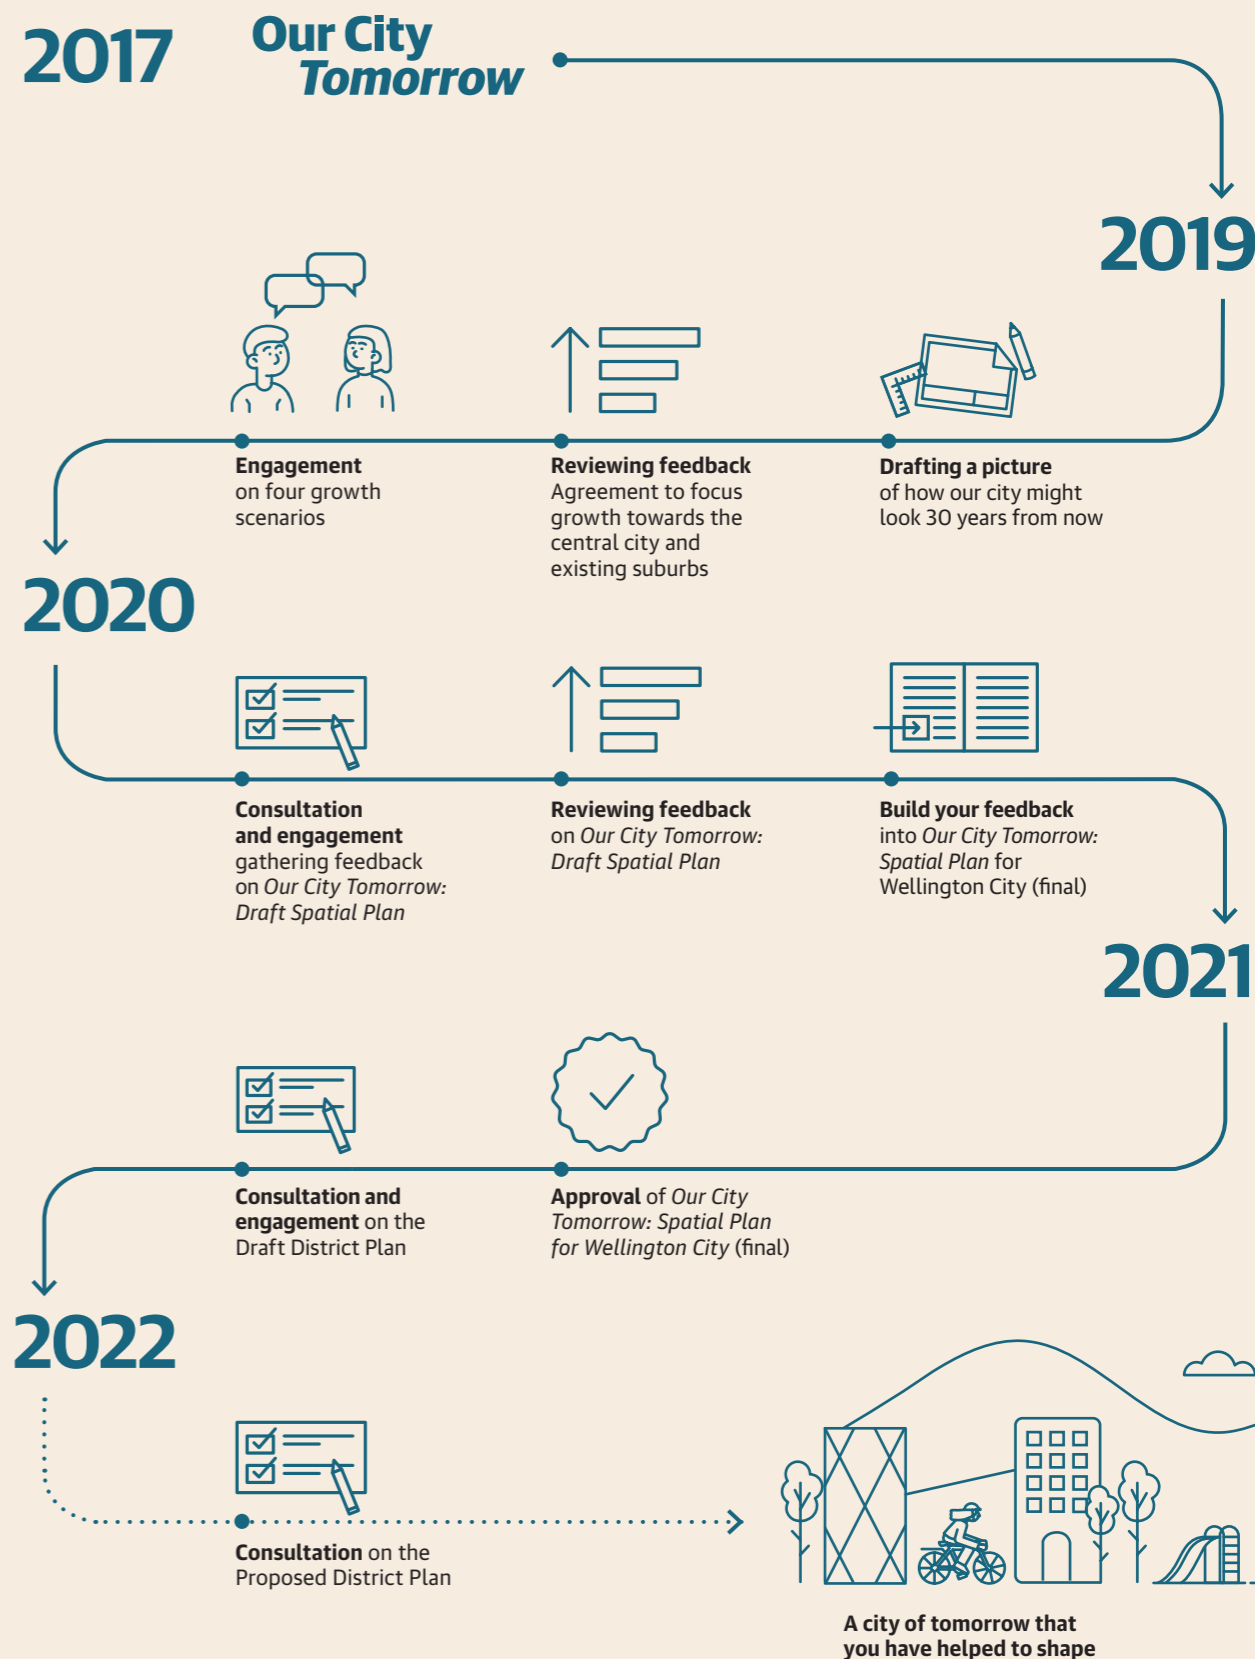 2017
Our City
Tomorrow
2019
Engagement
on four growth
scenarios
Reviewing feedback
Agreement to focus
growth towards the
central city and
existing suburbs
Drafting a picture
of how our city might
look 30 years from now
2020
Consultation
and engagement
gathering feedback
on Our City Tomorrow:
Draft Spatial Plan
Reviewing feedback
on Our City Tomorrow:
Draft Spatial Plan
Build your feedback
into Our City Tomorrow:
Spatial Plan for
Wellington City (final)
2021
Consultation and
engagement on the
Draft District Plan
Approval of Our City
Tomorrow: Spatial Plan
for Wellington City (final)
2022
Consultation on the
Proposed District Plan
A city of tomorrow that
you have helped to shape